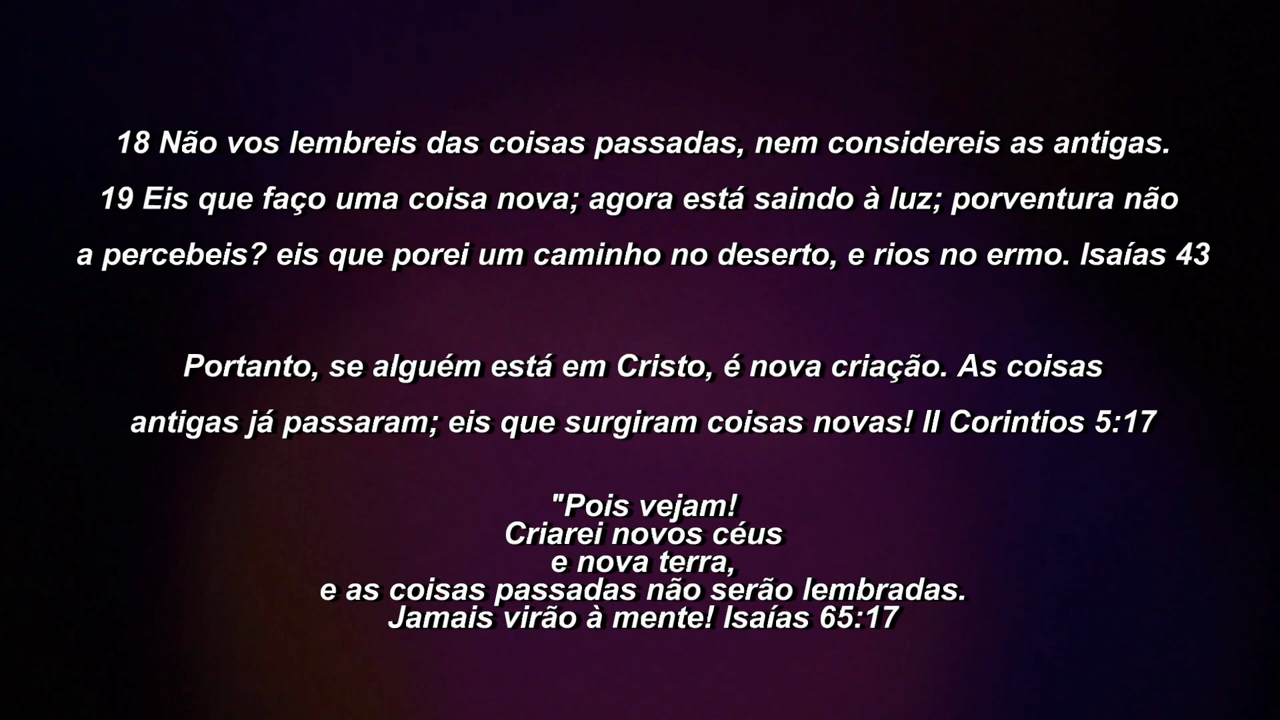 18 Não vos lembreis das coisas passadas, nem considereis as antigas.
19 Eis que faço uma coisa nova; agora está saindo à luz; porventura não
a percebeis? eis que porei um caminho no deserto, e rios no ermo. Isaías 43
Portanto, se alguém está em Cristo, é nova criação. As coisas
antigas já passaram; eis que surgiram coisas novas! II Corintios 5:17
"Pois vejam!
Criarei novos céus
e nova terra,
e as coisas passadas não serão lembradas.
Jamais virão à mente! Isaías 65:17